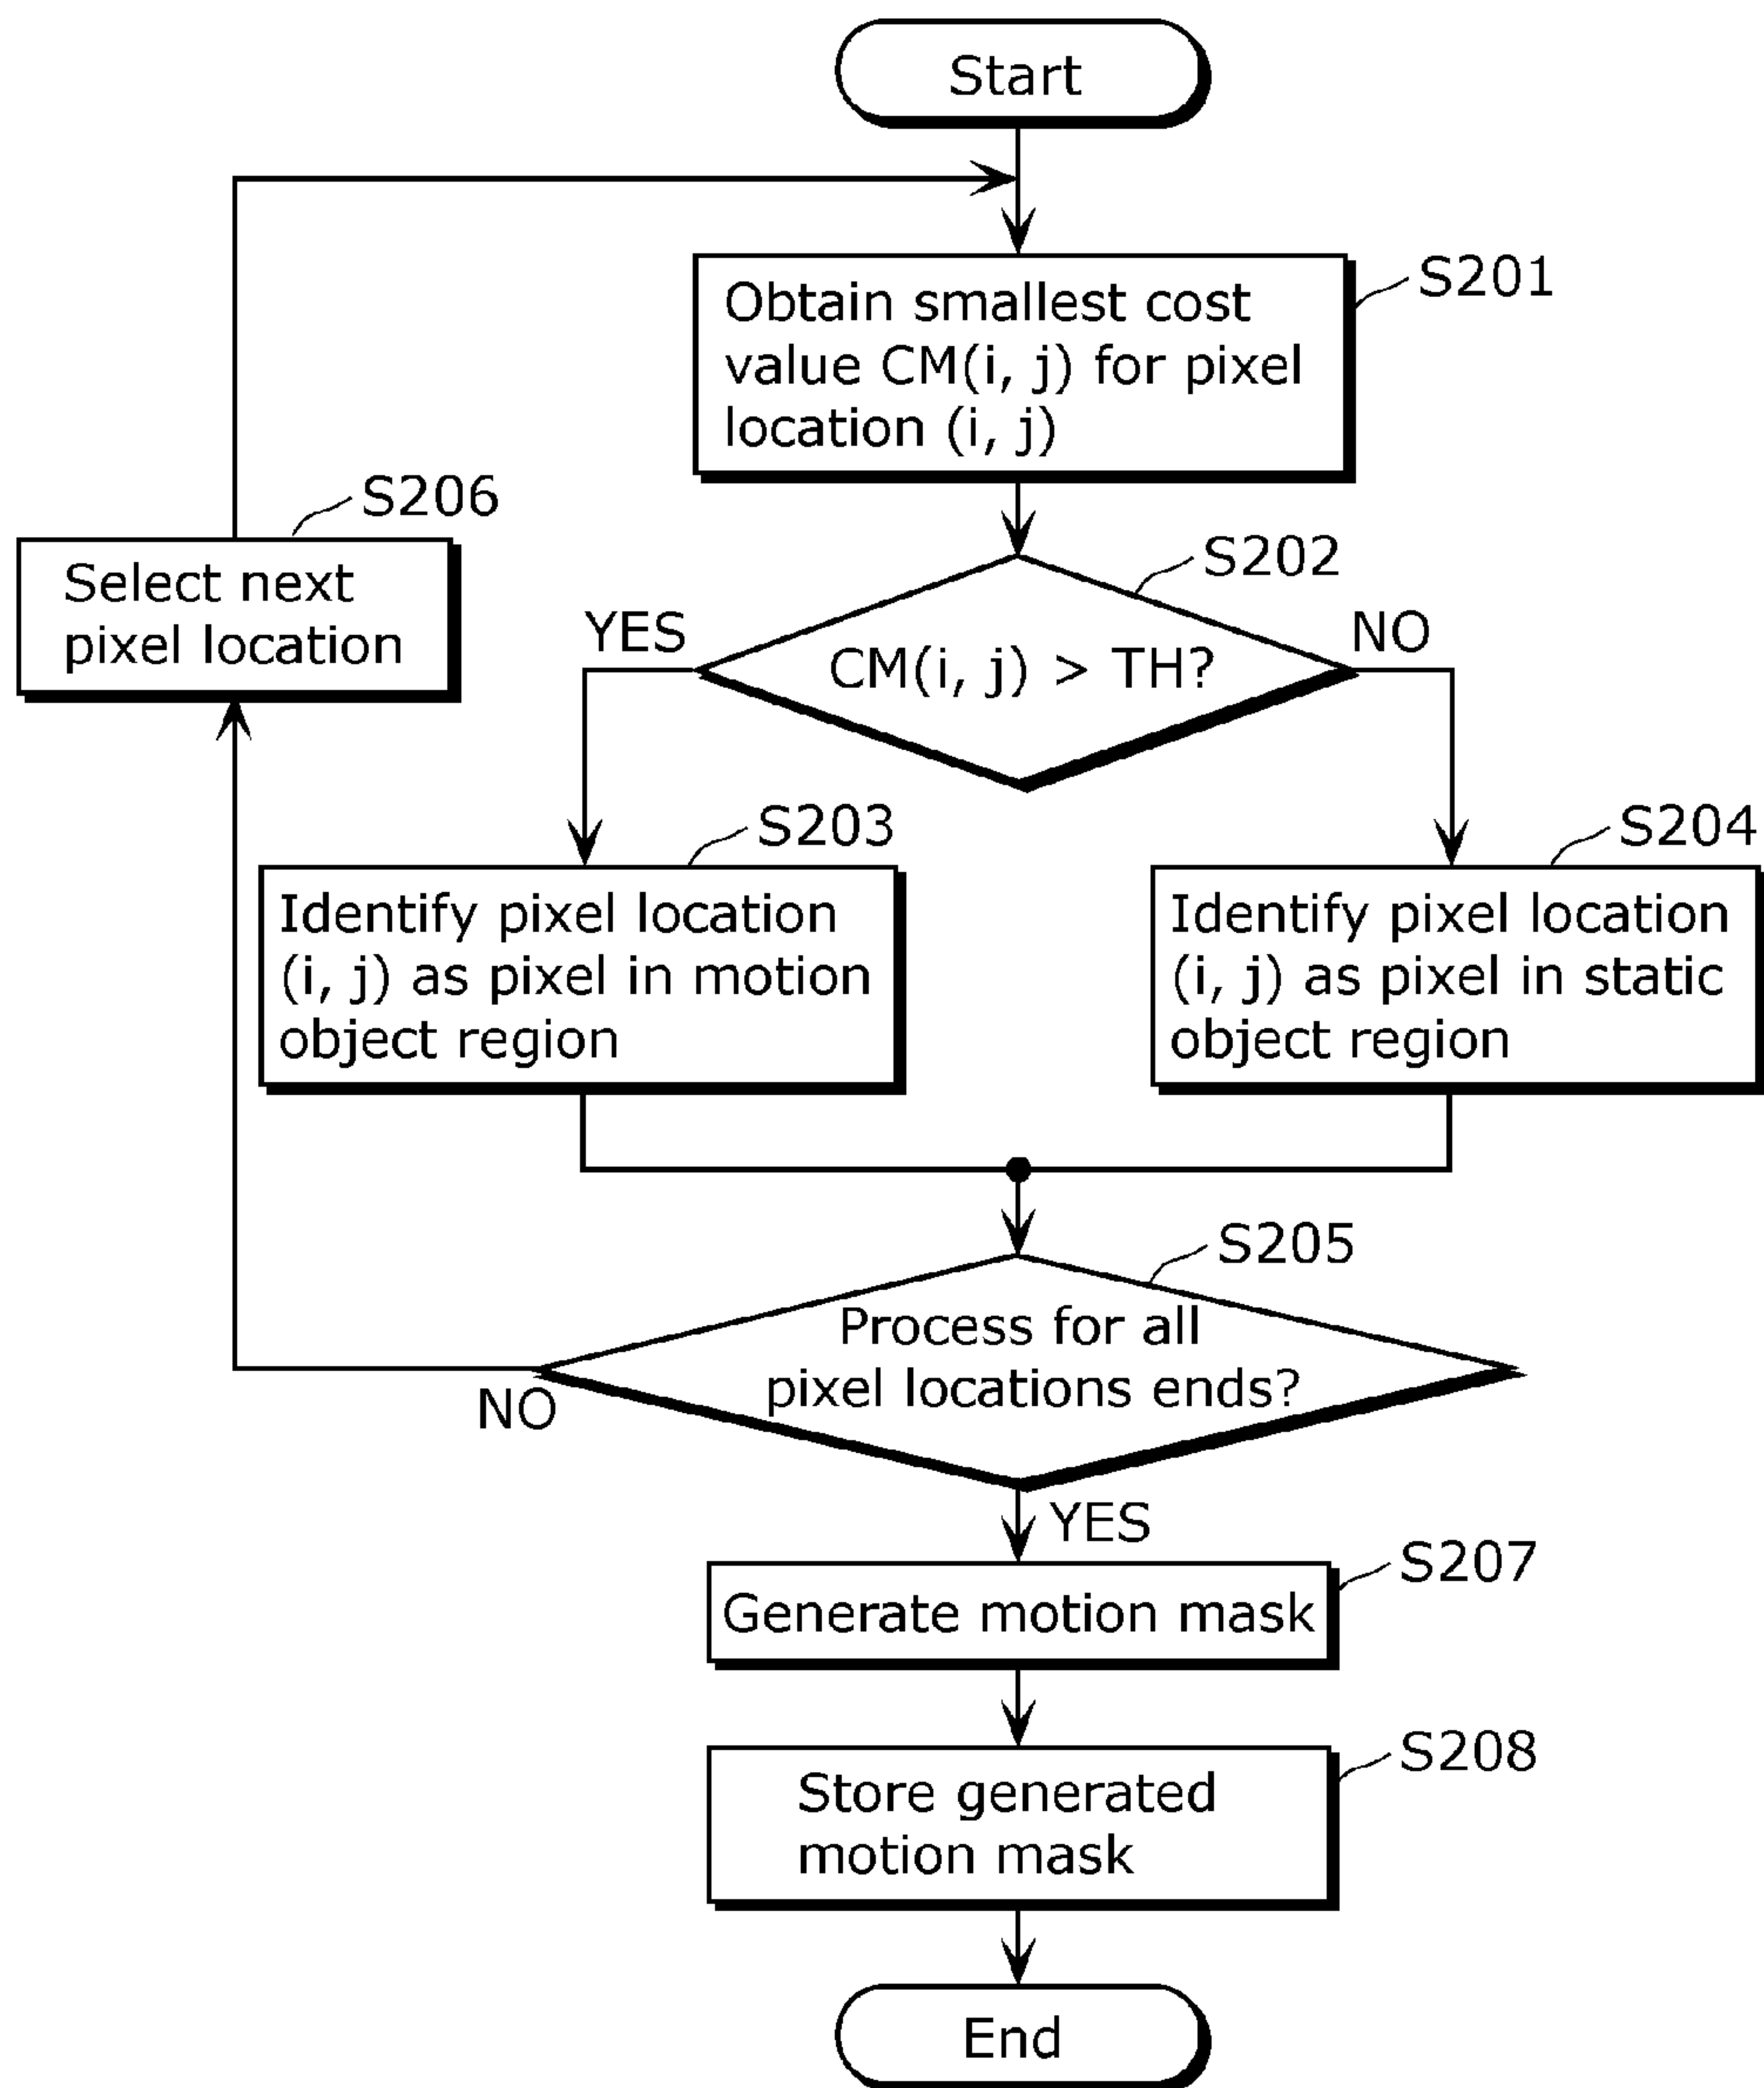 Start
S201
Obtain smallest cost
value CM(i, j) for pixel
location (i, j)
S206
Select next
pixel location
S202
YES
CM(i, j) > TH?
NO
S203
Identify pixel location
(i, j) as pixel in motion
object region
S204
Identify pixel location
(i, j) as pixel in static
object region
S205
Process for all
pixel locations ends?
NO
YES
S207
Generate motion mask
S208
Store generated
motion mask
End